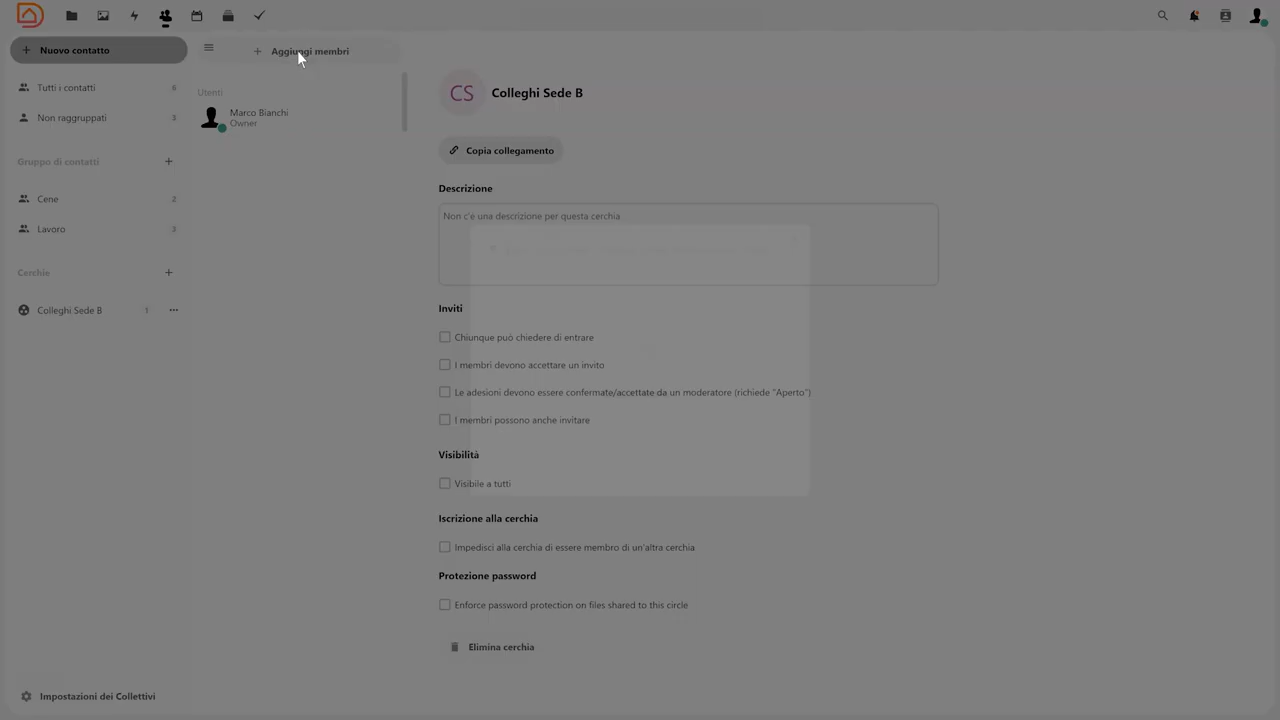 Nuovo contatto
Tutti i contatti 6
Non raggruppati 3
Gruppo di contatti
Cene 2
Lavoro 2
Cerchie
Colleghi Sede B 1
Impostazioni dei Collettivi
Aggiungi membri
Utenti
Marco Bianchi
Owner
CS Colleghi Sede B
Copia collegamento
Descrizione
Non c'è una descrizione per questa cerchia
Inviti
Chiunque può chiedere di entrare
I membri devono accettare un invito
Le adesioni devono essere confermate/accettate da un moderatore (richiede "Aperto")
I membri possono anche invitare
Visibilità
Visibile a tutti
Iscrizione alla cerchia
Impedisci alla cerchia di essere membro di un'altra cerchia
Protezione password
Enforce password protection on files shared to this circle
Elimina cerchia